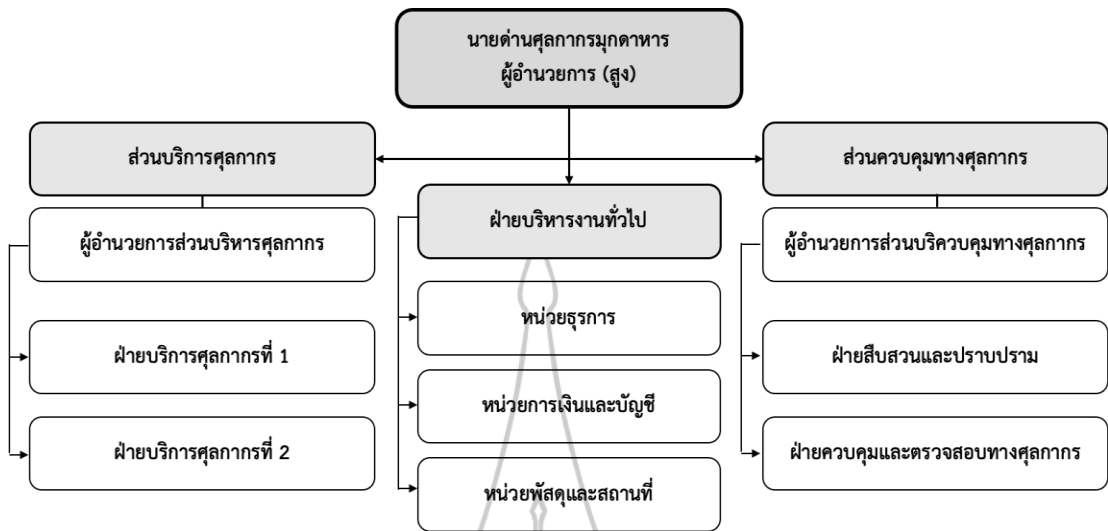 นายด่านศุลกากรมุกดาหาร
ผู้อำนวยการ (สูง)
ส่วนบริการศุลกากร
ส่วนควบคุมทางศุลกากร
ฝ่ายบริหารงานทั่วไป
ผู้อำนวยการส่วนบริหารศุลกากร
ผู้อำนวยการส่วนบริควบคุมทางศุลกากร
หน่วยธุรการ
ฝ่ายบริการศุลกากรที่ 1
ฝ่ายสืบสวนและปราบปราม
หน่วยการเงินและบัญชี
ฝ่ายบริการศุลกากรที่ 2
ฝ่ายควบคุมและตรวจสอบทางศุลกากร
หน่วยพัสดุและสถานที่